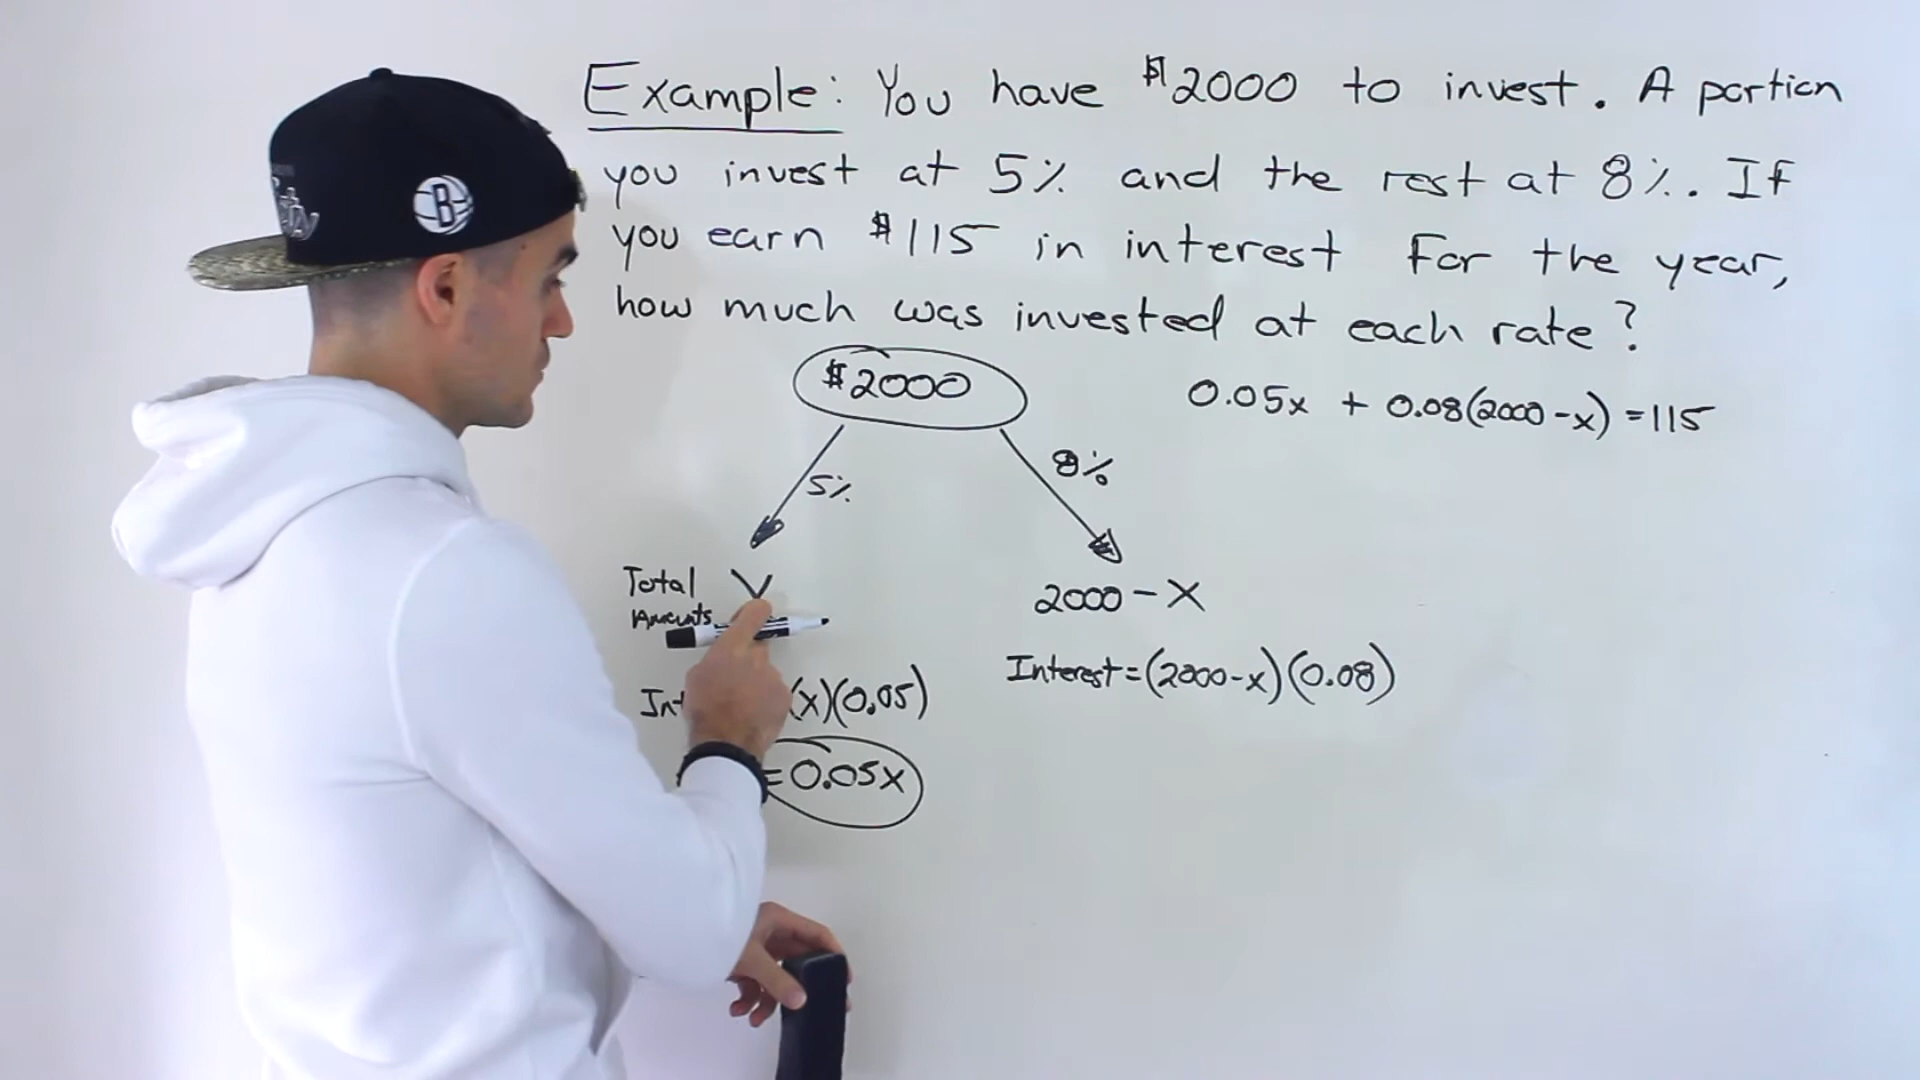 Example: You have $2000 to invest. A portion
you invest at 5% and the rest at 8%. If
you earn $115 in interest for the year,
how much was invested at each rate?
$2000
0.05x + 0.08(2000-x) = 115
5%
8%
Total
Amounts
2000 - X
Interest = (2000-x)(0.08)
(x)(0.05)
= 0.05x
B